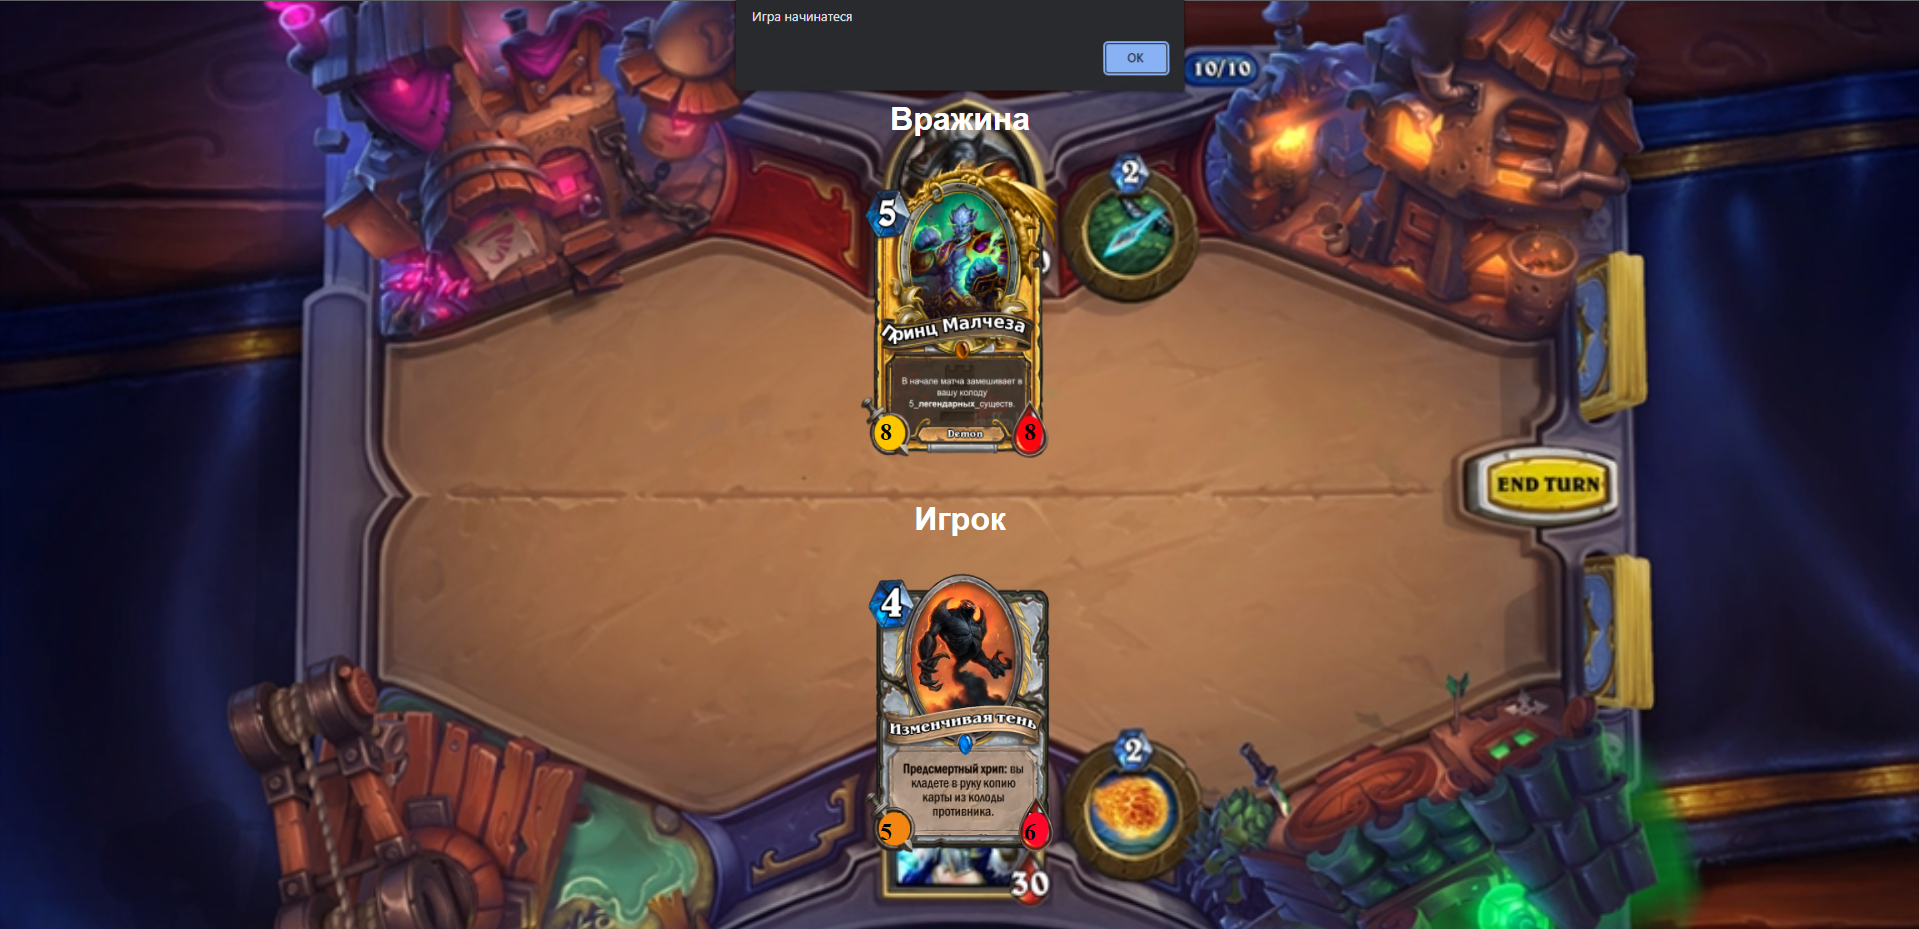 Игра начинатеся
OK
10/10
Вражина
2
5
Принц Малчеза
В начале матча замешивает в
вашу колоду
5_легендарных_существ.
8
Demon
8
END TURN
Игрок
4
Изменчивая тень
Предсмертный хрип: вы
кладете в руку копию
карты из колоды
противника.
2
5
6
30